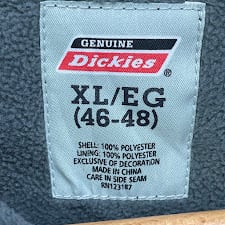 GENUINE
Dickies
®
XL/EG
(46-48)
SHELL: 100% POLYESTER
LINING: 100% POLYESTER
EXCLUSIVE OF DECORATION
MADE IN CHINA
CARE IN SIDE SEAM
RN123187